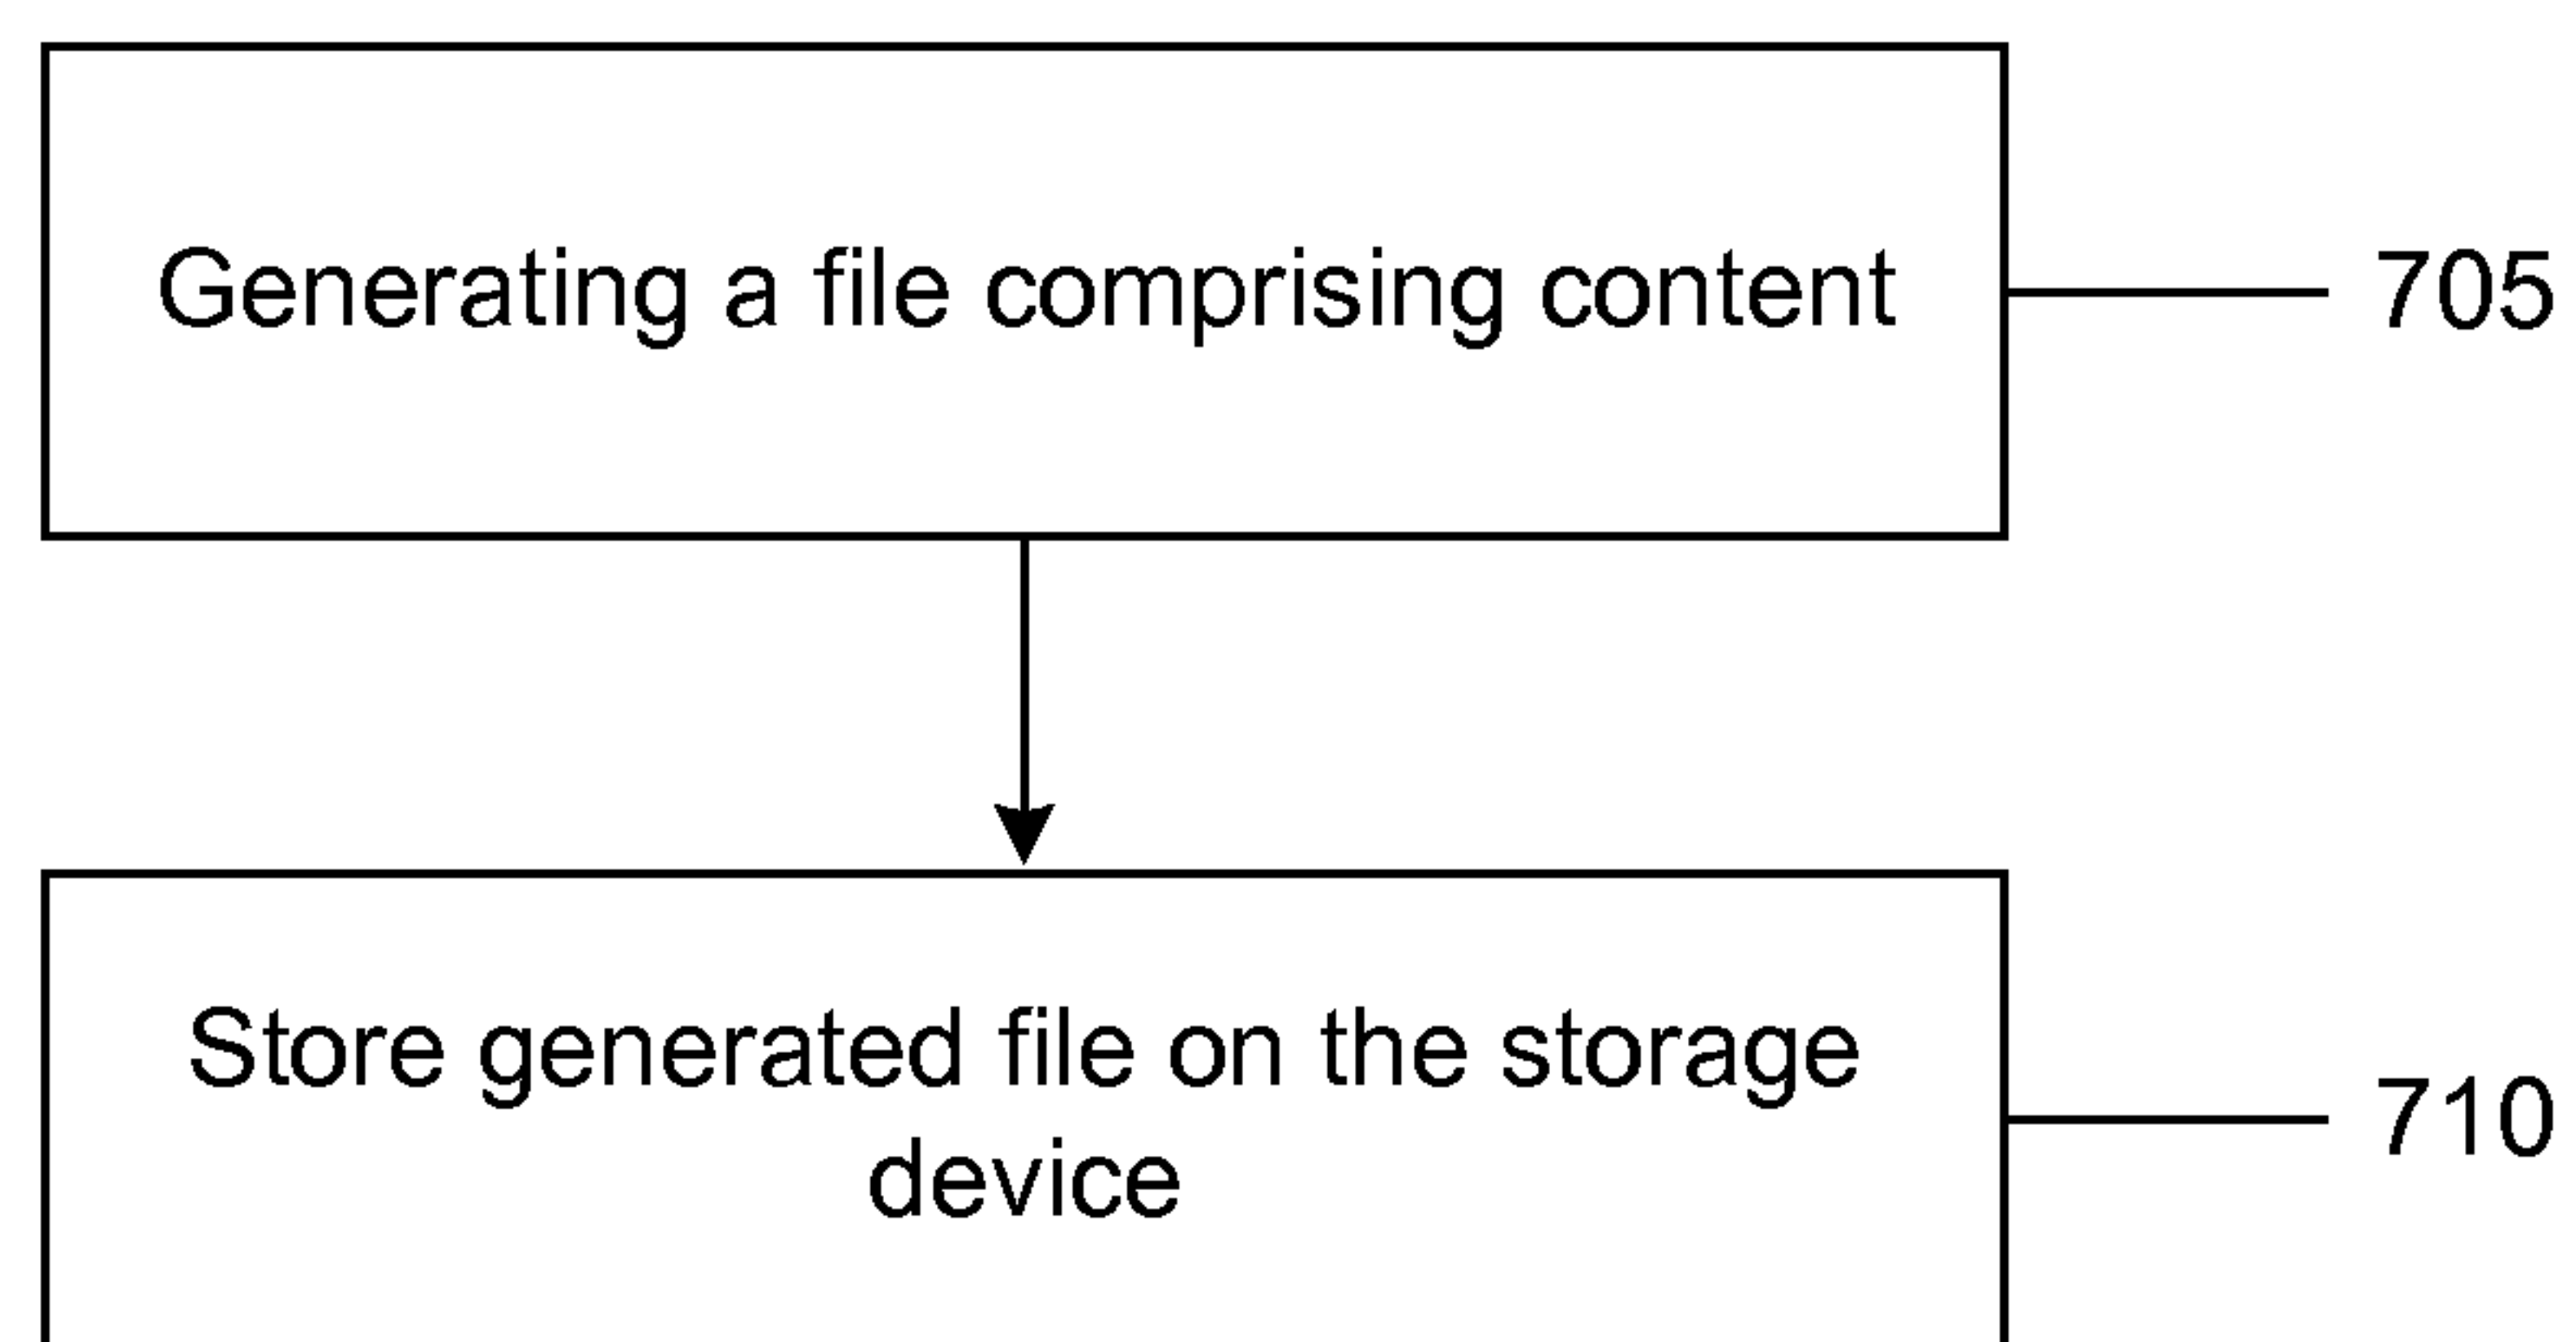 Generating a file comprising content
705
Store generated file on the storage
device
710